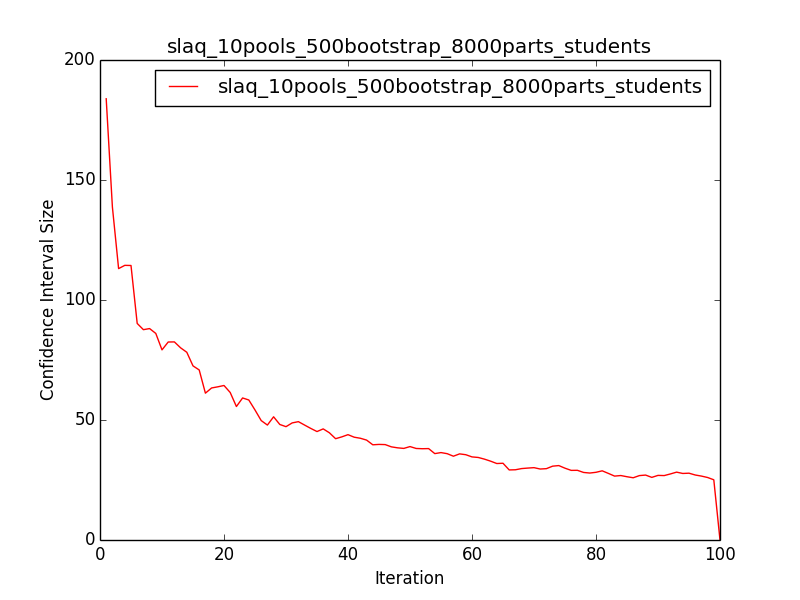 slaq_10pools_500bootstrap_8000parts_students
slaq_10pools_500bootstrap_8000parts_students
200
150
100
50
0
Confidence Interval Size
0 20 40 60 80 100
Iteration